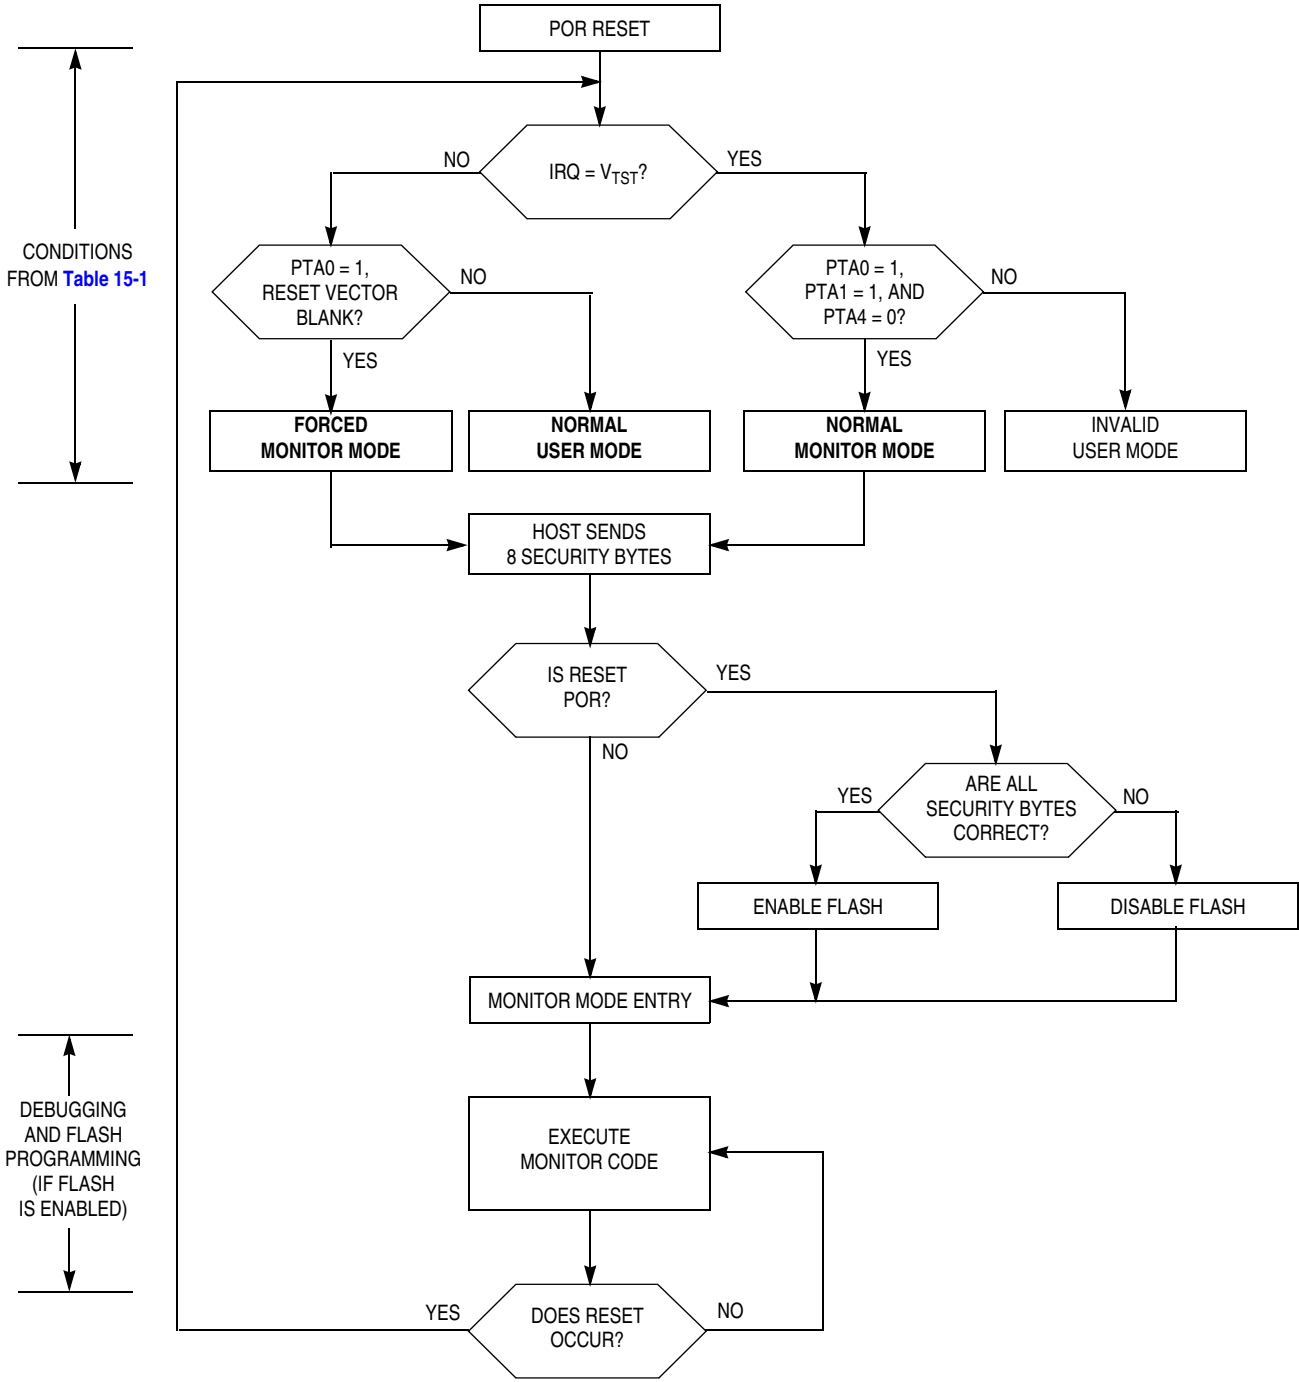 POR RESET
NO
IRQ = VTST?
YES
CONDITIONS
FROM Table 15-1
PTA0 = 1,
RESET VECTOR
BLANK?
NO
YES
PTA0 = 1,
PTA1 = 1, AND
PTA4 = 0?
NO
YES
FORCED
MONITOR MODE
NORMAL
USER MODE
NORMAL
MONITOR MODE
INVALID
USER MODE
HOST SENDS
8 SECURITY BYTES
IS RESET
POR?
YES
NO
ARE ALL
SECURITY BYTES
CORRECT?
YES
NO
ENABLE FLASH
DISABLE FLASH
MONITOR MODE ENTRY
DEBUGGING
AND FLASH
PROGRAMMING
(IF FLASH
IS ENABLED)
EXECUTE
MONITOR CODE
YES
DOES RESET
OCCUR?
NO